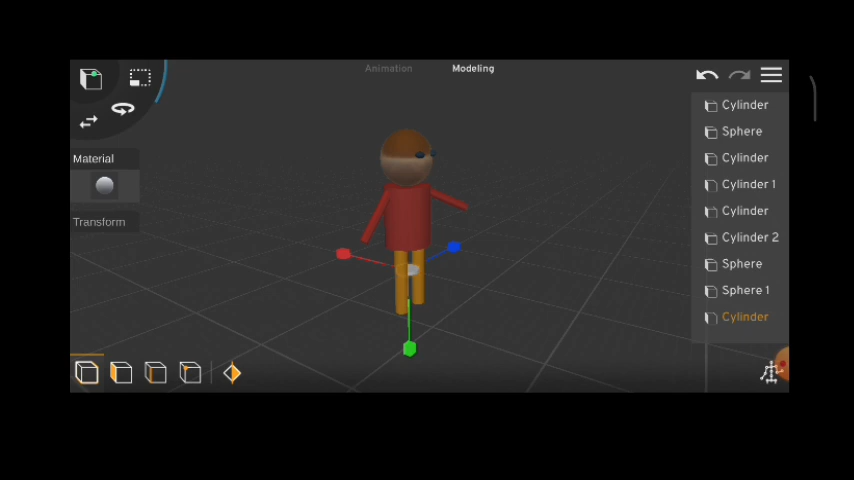 Animation
Modeling
Material
Transform
Cylinder
Sphere
Cylinder
Cylinder 1
Cylinder
Cylinder 2
Sphere
Sphere 1
Cylinder